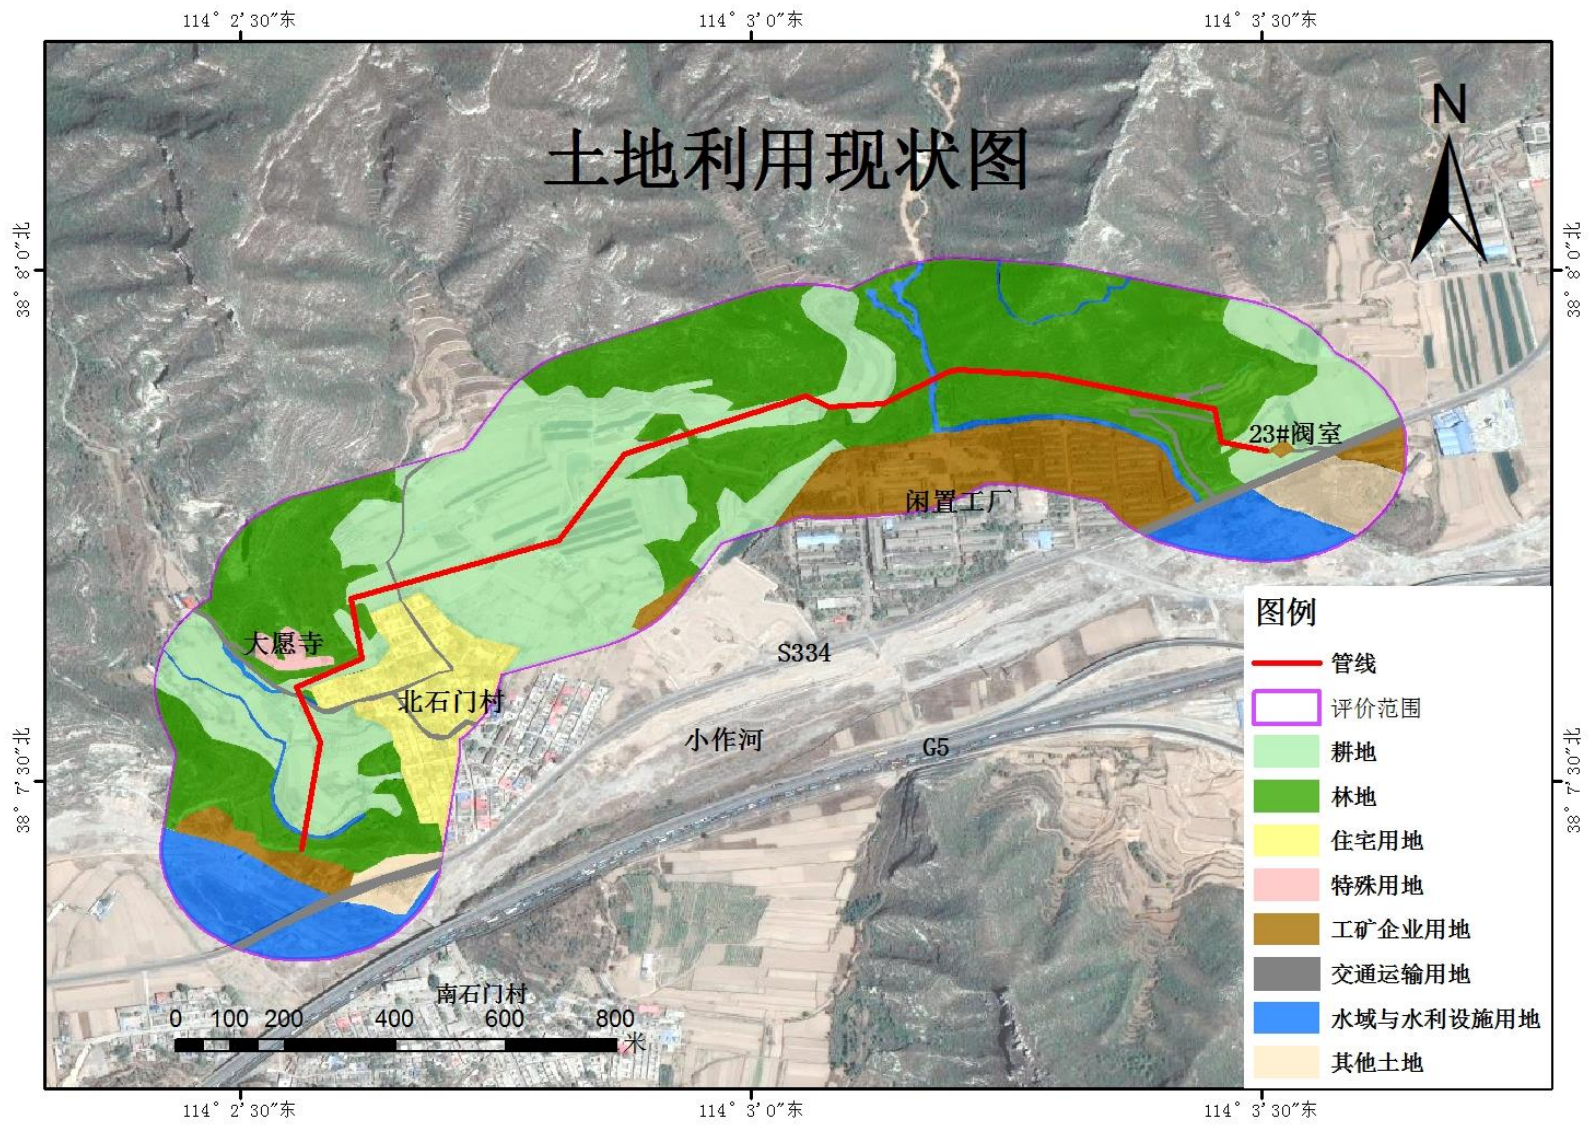 114° 2'30"东
114° 3'0"东
114° 3'30"东
土地利用现状图
N
38° 8'0"北
38° 8'0"北
23#阀室
闲置工厂
大愿寺
S334
北石门村
小作河
G5
38° 7'30"北
38° 7'30"北
南石门村
0 100 200 400 600 800
米
图例
管线
评价范围
耕地
林地
住宅用地
特殊用地
工矿企业用地
交通运输用地
水域与水利设施用地
其他土地
114° 2'30"东
114° 3'0"东
114° 3'30"东